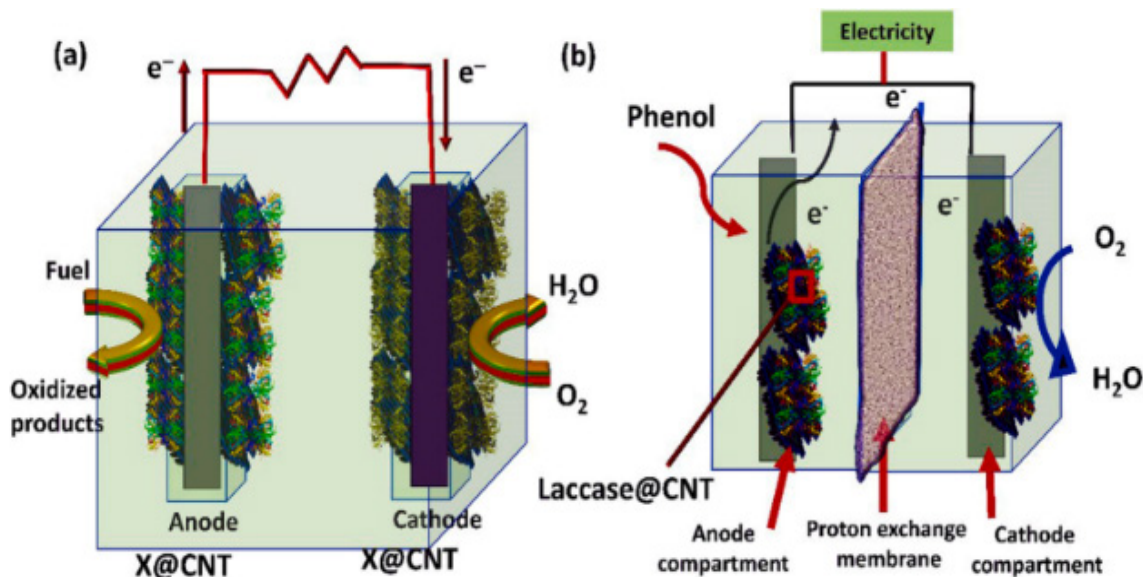 (a)
e⁻
e⁻
Fuel
Oxidized
products
H₂O
O₂
Anode
Cathode
X@CNT
X@CNT
(b)
Electricity
e⁻
Phenol
e⁻
e⁻
O₂
H₂O
Laccase@CNT
Anode
compartment
Proton exchange
membrane
Cathode
compartment